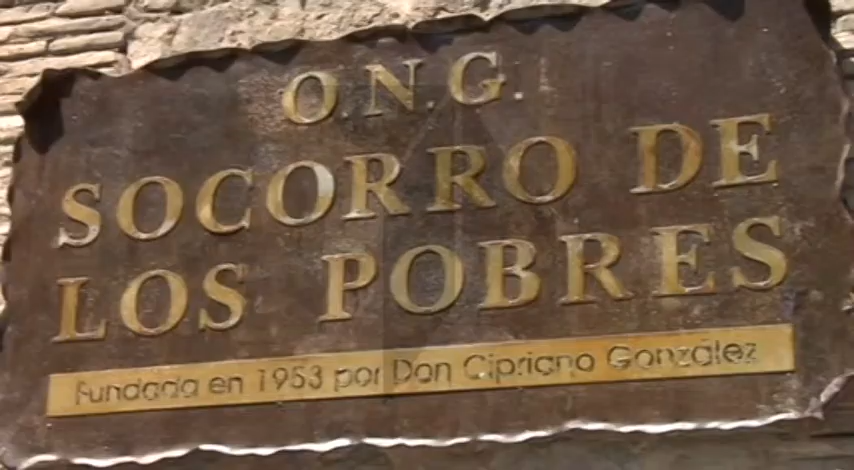 O.N.G.
SOCORRO DE
LOS POBRES
Fundada en 1953 por Don Cipriano González